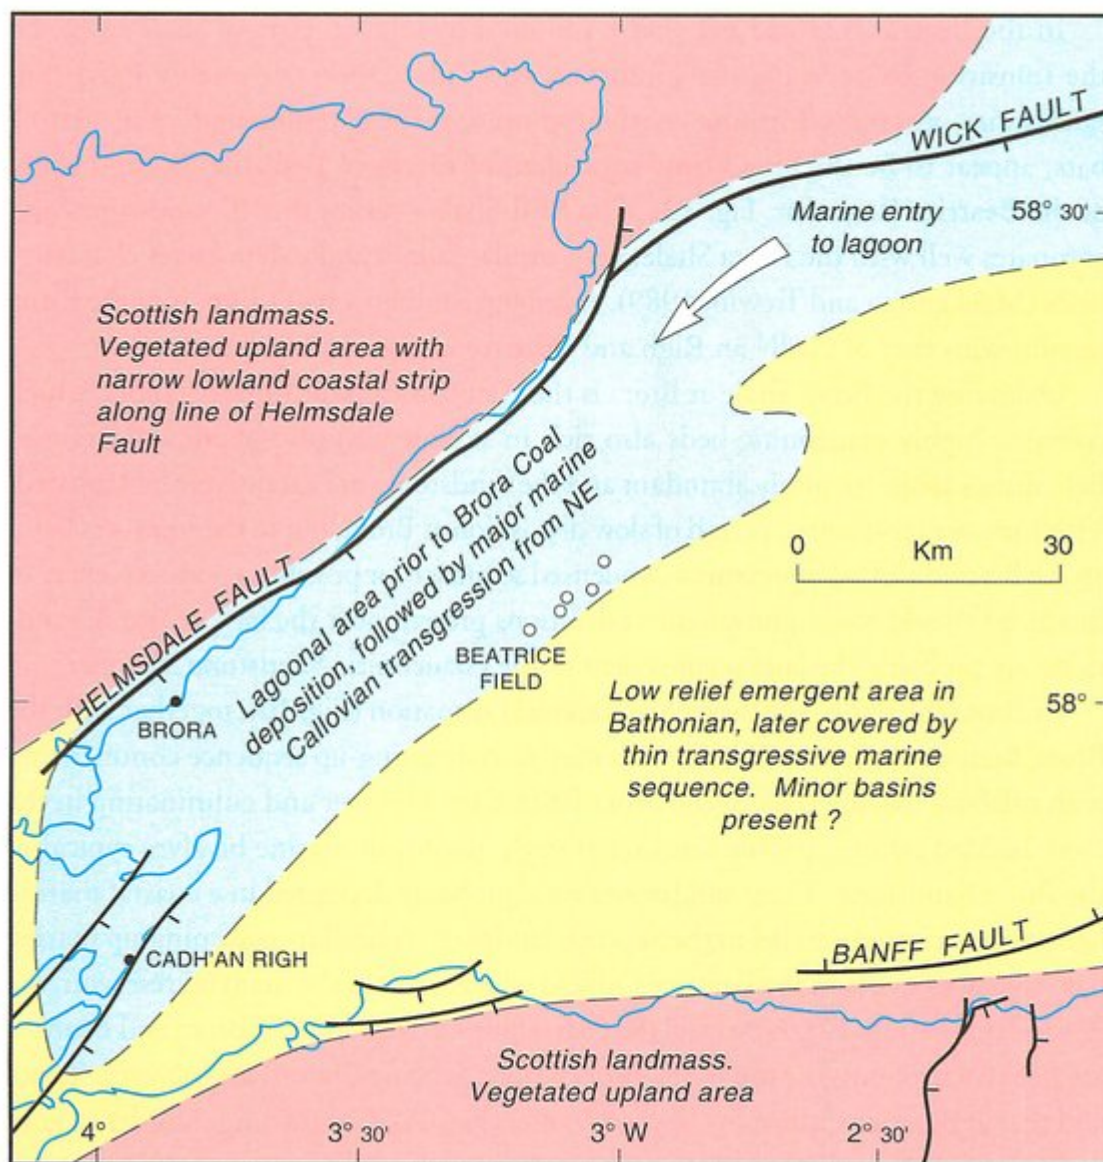 WICK FAULT
58° 30'
Marine entry
to lagoon
Scottish landmass.
Vegetated upland area with
narrow lowland coastal strip
along line of Helmsdale
Fault
0 Km 30
HELMSDALE FAULT
Lagoonal area prior to Brora Coal
deposition, followed by major marine
Callovian transgression from NE
BEATRICE
FIELD
58°
BRORA
Low relief emergent area in
Bathonian, later covered by
thin transgressive marine
sequence. Minor basins
present ?
BANFF FAULT
CADH'AN RIGH
Scottish landmass.
Vegetated upland area
4° 3° 30' 3° W 2° 30'